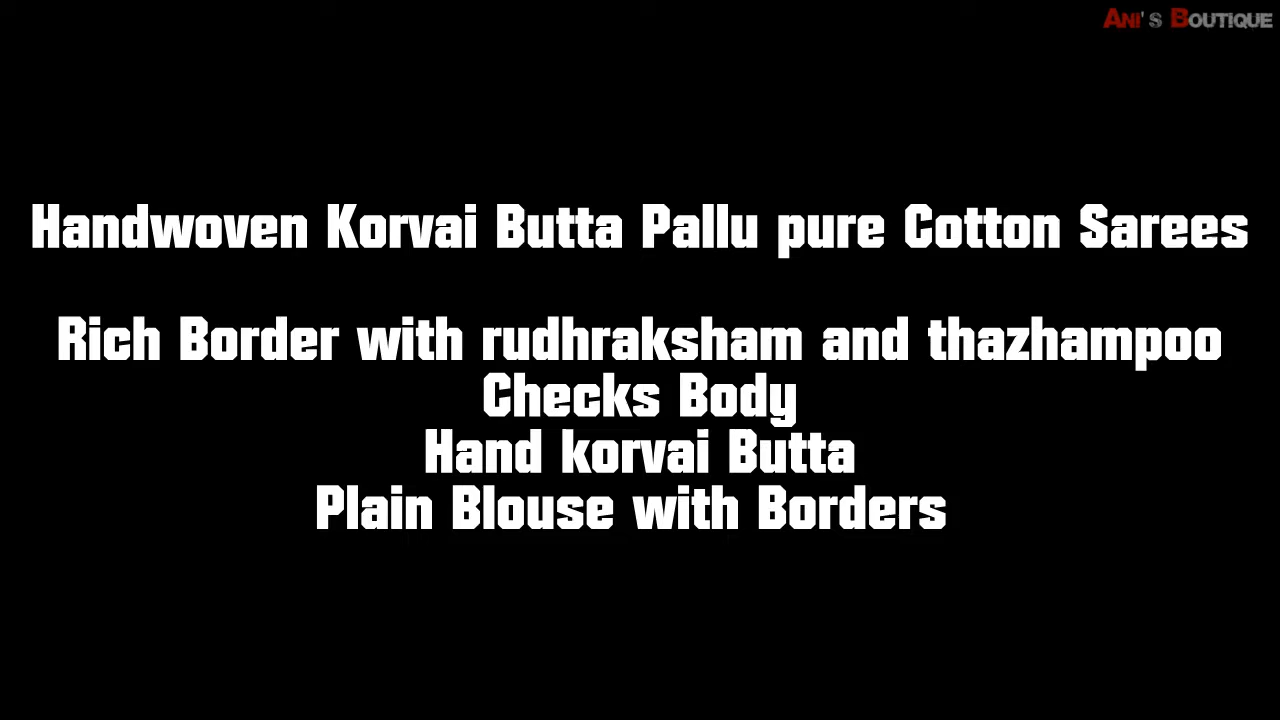 Ani's Boutique
Handwoven Korvai Butta Pallu pure Cotton Sarees
Rich Border with rudhraksham and thazhampoo
Checks Body
Hand korvai Butta
Plain Blouse with Borders